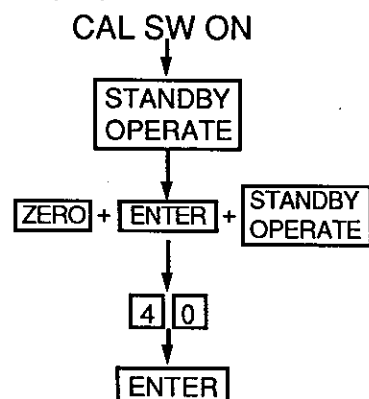 CAL SW ON
STANDBY
OPERATE
ZERO + ENTER + STANDBY
OPERATE
4 0
ENTER